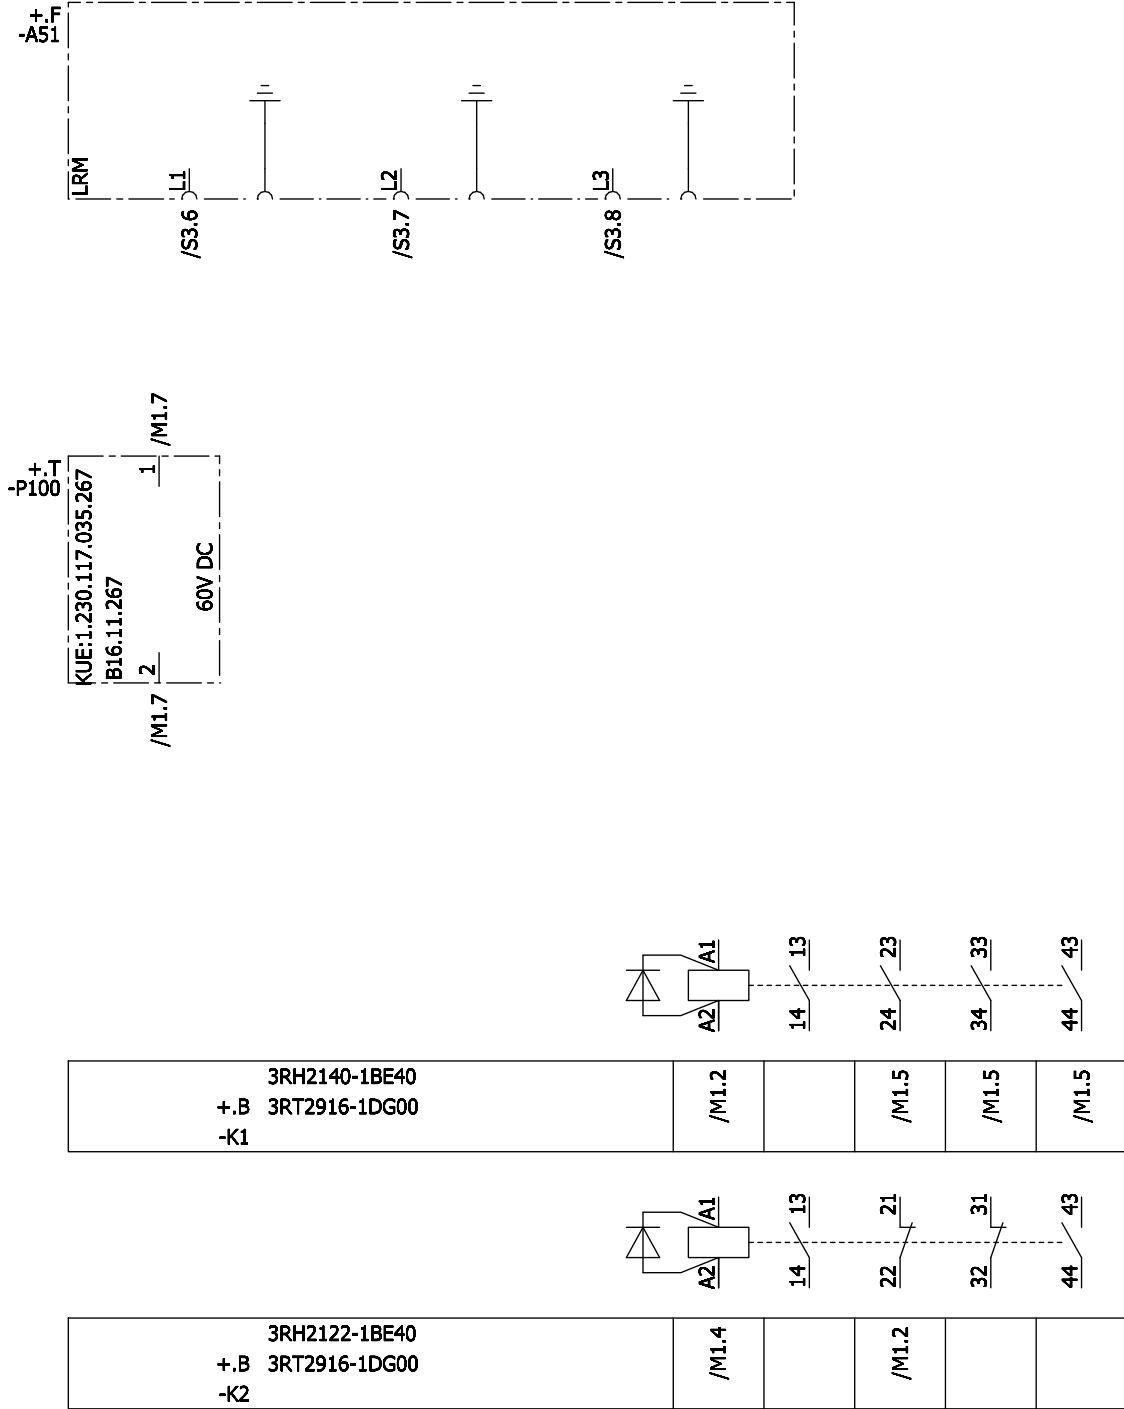 +.F
-A51
LRM
L1
L2
L3
/S3.6
/S3.7
/S3.8
/M1.7
+.T
-P100
1
KUE:1.230.117.035.267
B16.11.267
60V DC
2
/M1.7
A1
13
23
33
43
A2
14
24
34
44
3RH2140-1BE40
+.B 3RT2916-1DG00
-K1
/M1.2
/M1.5
/M1.5
/M1.5
A1
13
21
31
43
A2
14
22
32
44
3RH2122-1BE40
+.B 3RT2916-1DG00
-K2
/M1.4
/M1.2